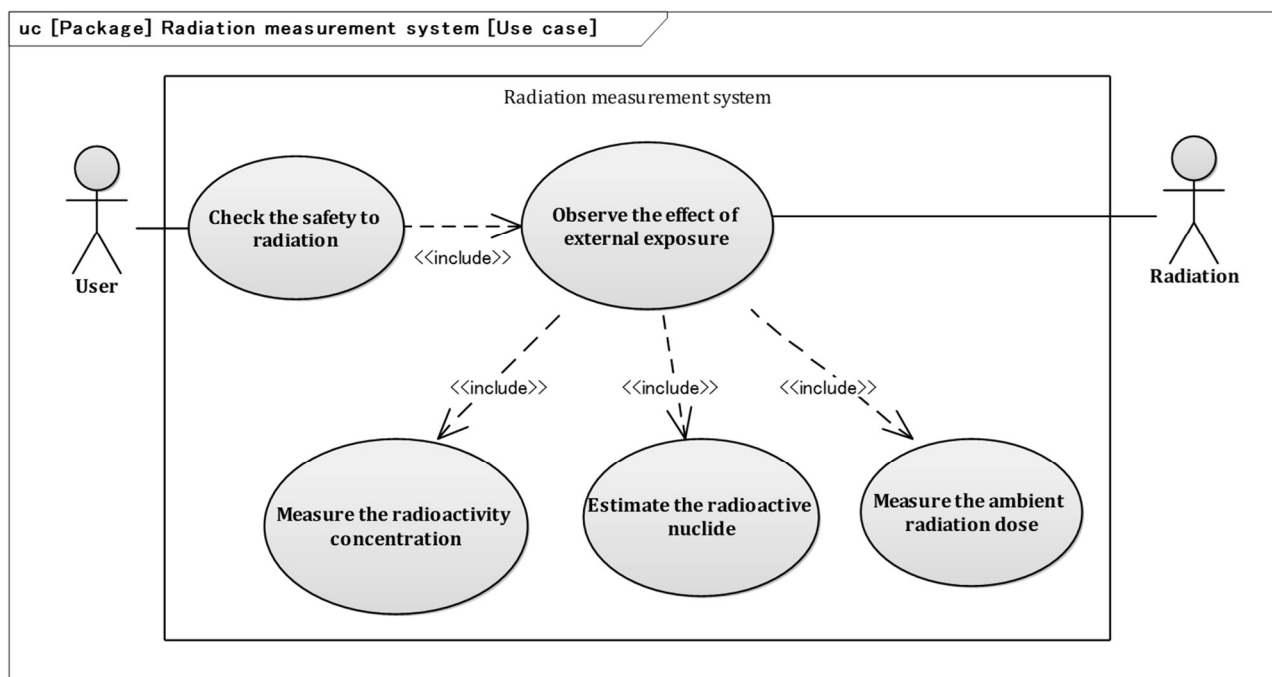 uc [Package] Radiation measurement system [Use case]
Radiation measurement system
Check the safety to
radiation
<<include>>
Observe the effect of
external exposure
User
Radiation
<<include>>
<<include>>
<<include>>
Measure the radioactivity
concentration
Estimate the radioactive
nuclide
Measure the ambient
radiation dose